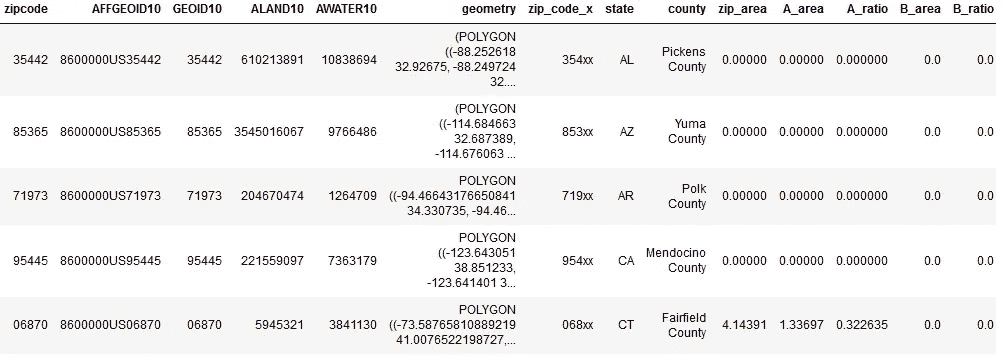 zipcode AFFGEOID10 GEOID10 ALAND10 AWATER10 geometry zip_code_x state county zip_area A_area A_ratio B_area B_ratio
(POLYGON
35442 8600000US35442 35442 610213891 10838694 ((-88.252618 354xx AL Pickens County 0.00000 0.00000 0.000000 0.0 0.0
32.92675, -88.249724
32....
(POLYGON
85365 8600000US85365 85365 3545016067 9766486 ((-114.684663 853xx AZ Yuma County 0.00000 0.00000 0.000000 0.0 0.0
32.687389,
-114.676063 ...
POLYGON
71973 8600000US71973 71973 204670474 1264709 ((-94.46643176650841 719xx AR Polk County 0.00000 0.00000 0.000000 0.0 0.0
34.330735, -94.46...
POLYGON
95445 8600000US95445 95445 221559097 7363179 ((-123.643051 954xx CA Mendocino County 0.00000 0.00000 0.000000 0.0 0.0
38.851233,
-123.641401 3...
POLYGON
06870 8600000US06870 06870 5945321 3841130 ((-73.58765810889219 068xx CT Fairfield County 4.14391 1.33697 0.322635 0.0 0.0
41.0076522198727,...